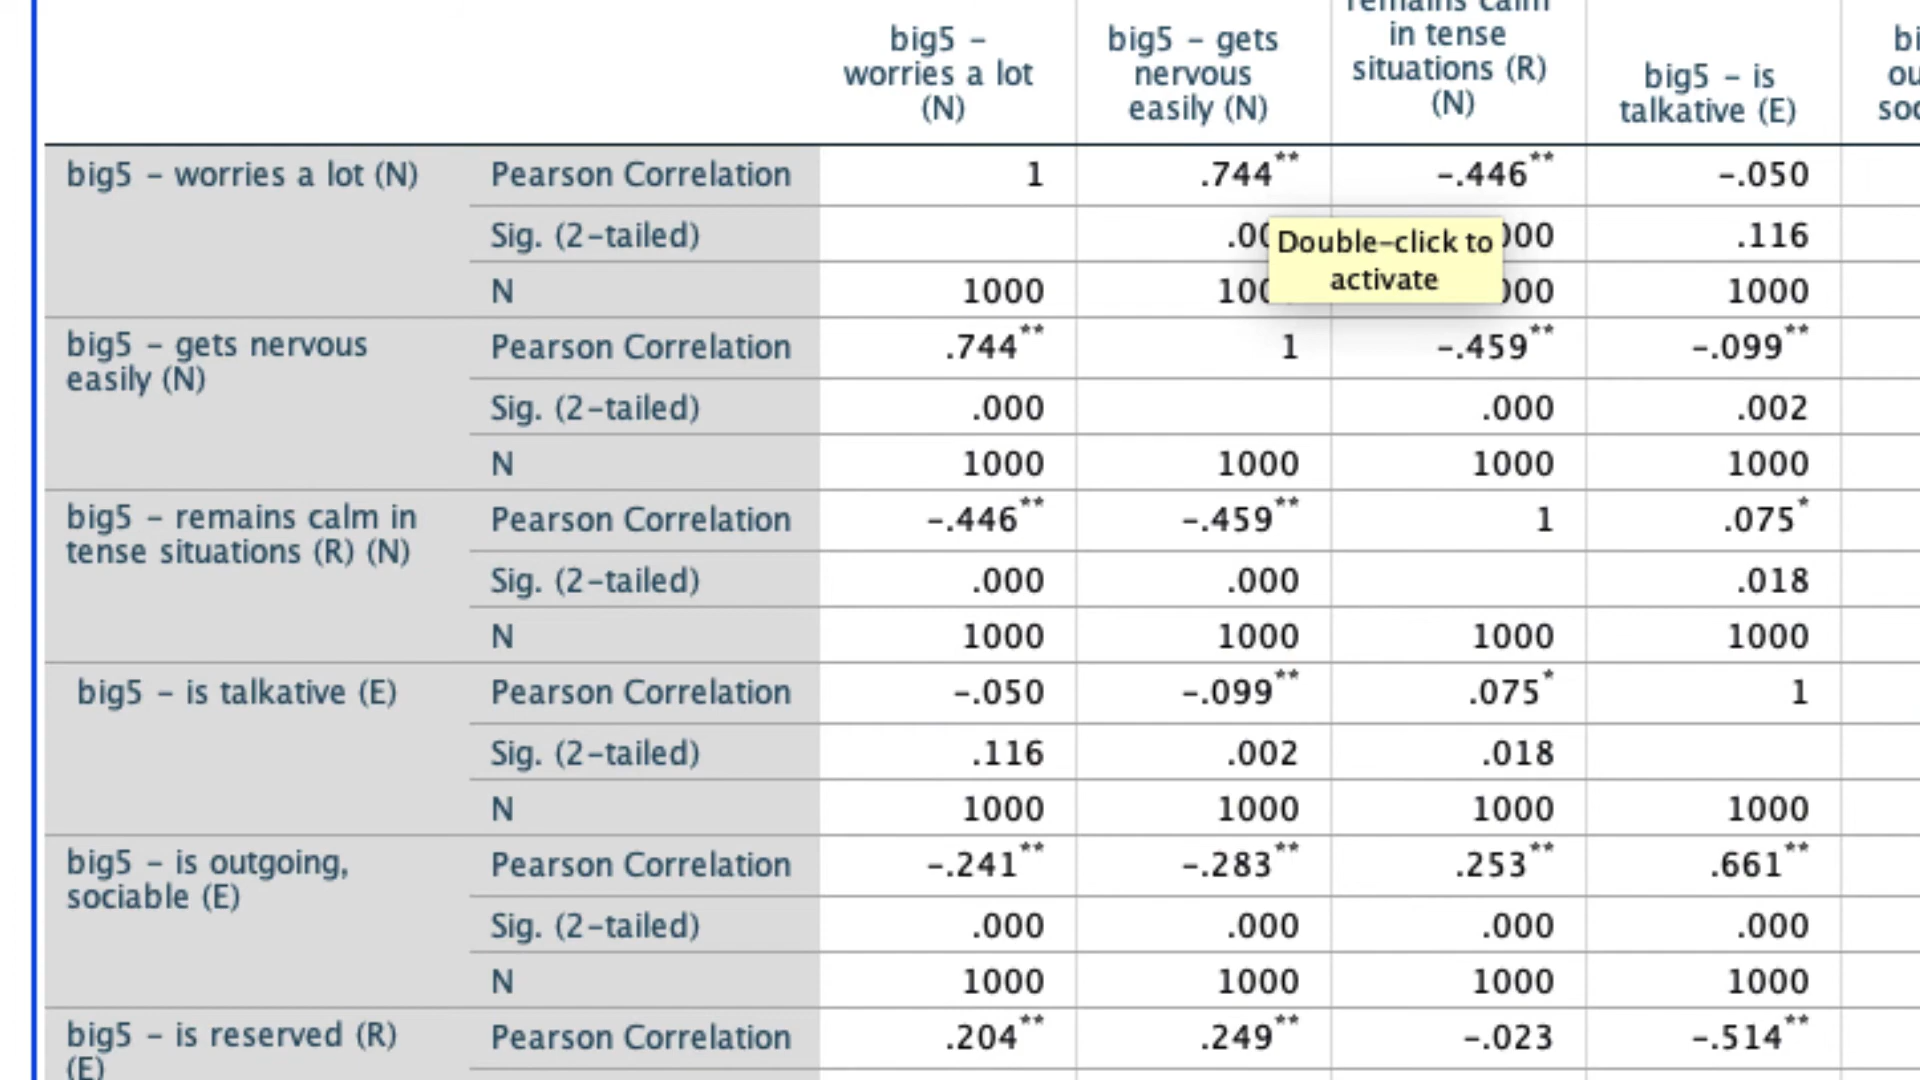 remains calm
big5 – big5 – gets in tense bi
worries a lot nervous situations (R) big5 – is ou
(N) easily (N) (N) talkative (E) soc
big5 – worries a lot (N) Pearson Correlation 1 .744** -.446** -.050
Sig. (2-tailed) .00 000 .116
N 1000 100 000 1000
Double-click to
activate
big5 – gets nervous Pearson Correlation .744** 1 -.459** -.099**
easily (N)
Sig. (2-tailed) .000 .000 .002
N 1000 1000 1000 1000
big5 – remains calm in Pearson Correlation -.446** -.459** 1 .075*
tense situations (R) (N)
Sig. (2-tailed) .000 .000 .018
N 1000 1000 1000 1000
big5 – is talkative (E) Pearson Correlation -.050 -.099** .075* 1
Sig. (2-tailed) .116 .002 .018
N 1000 1000 1000 1000
big5 – is outgoing, Pearson Correlation -.241** -.283** .253** .661**
sociable (E)
Sig. (2-tailed) .000 .000 .000 .000
N 1000 1000 1000 1000
big5 – is reserved (R) Pearson Correlation .204** .249** -.023 -.514**
(E)